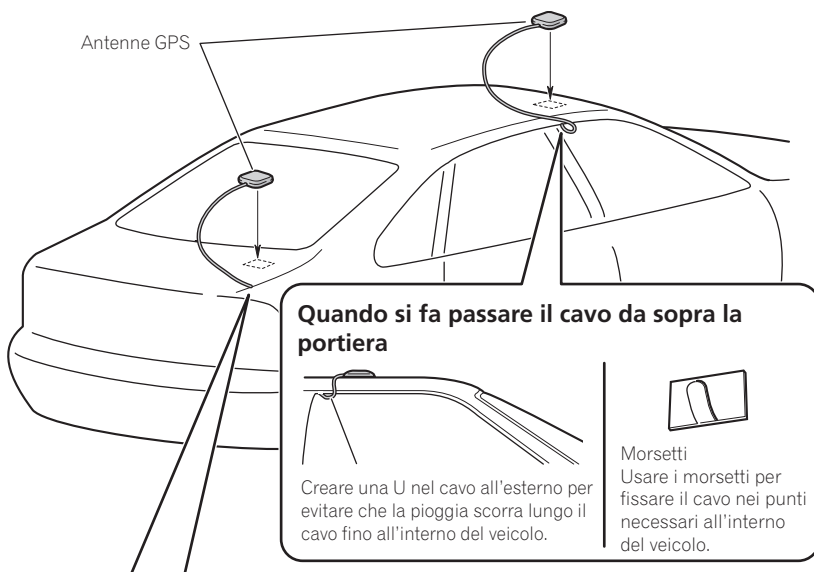 Antenne GPS
Quando si fa passare il cavo da sopra la
portiera
Creare una U nel cavo all'esterno per
evitare che la pioggia scorra lungo il
cavo fino all'interno del veicolo.
Morsetti
Usare i morsetti per
fissare il cavo nei punti
necessari all'interno
del veicolo.